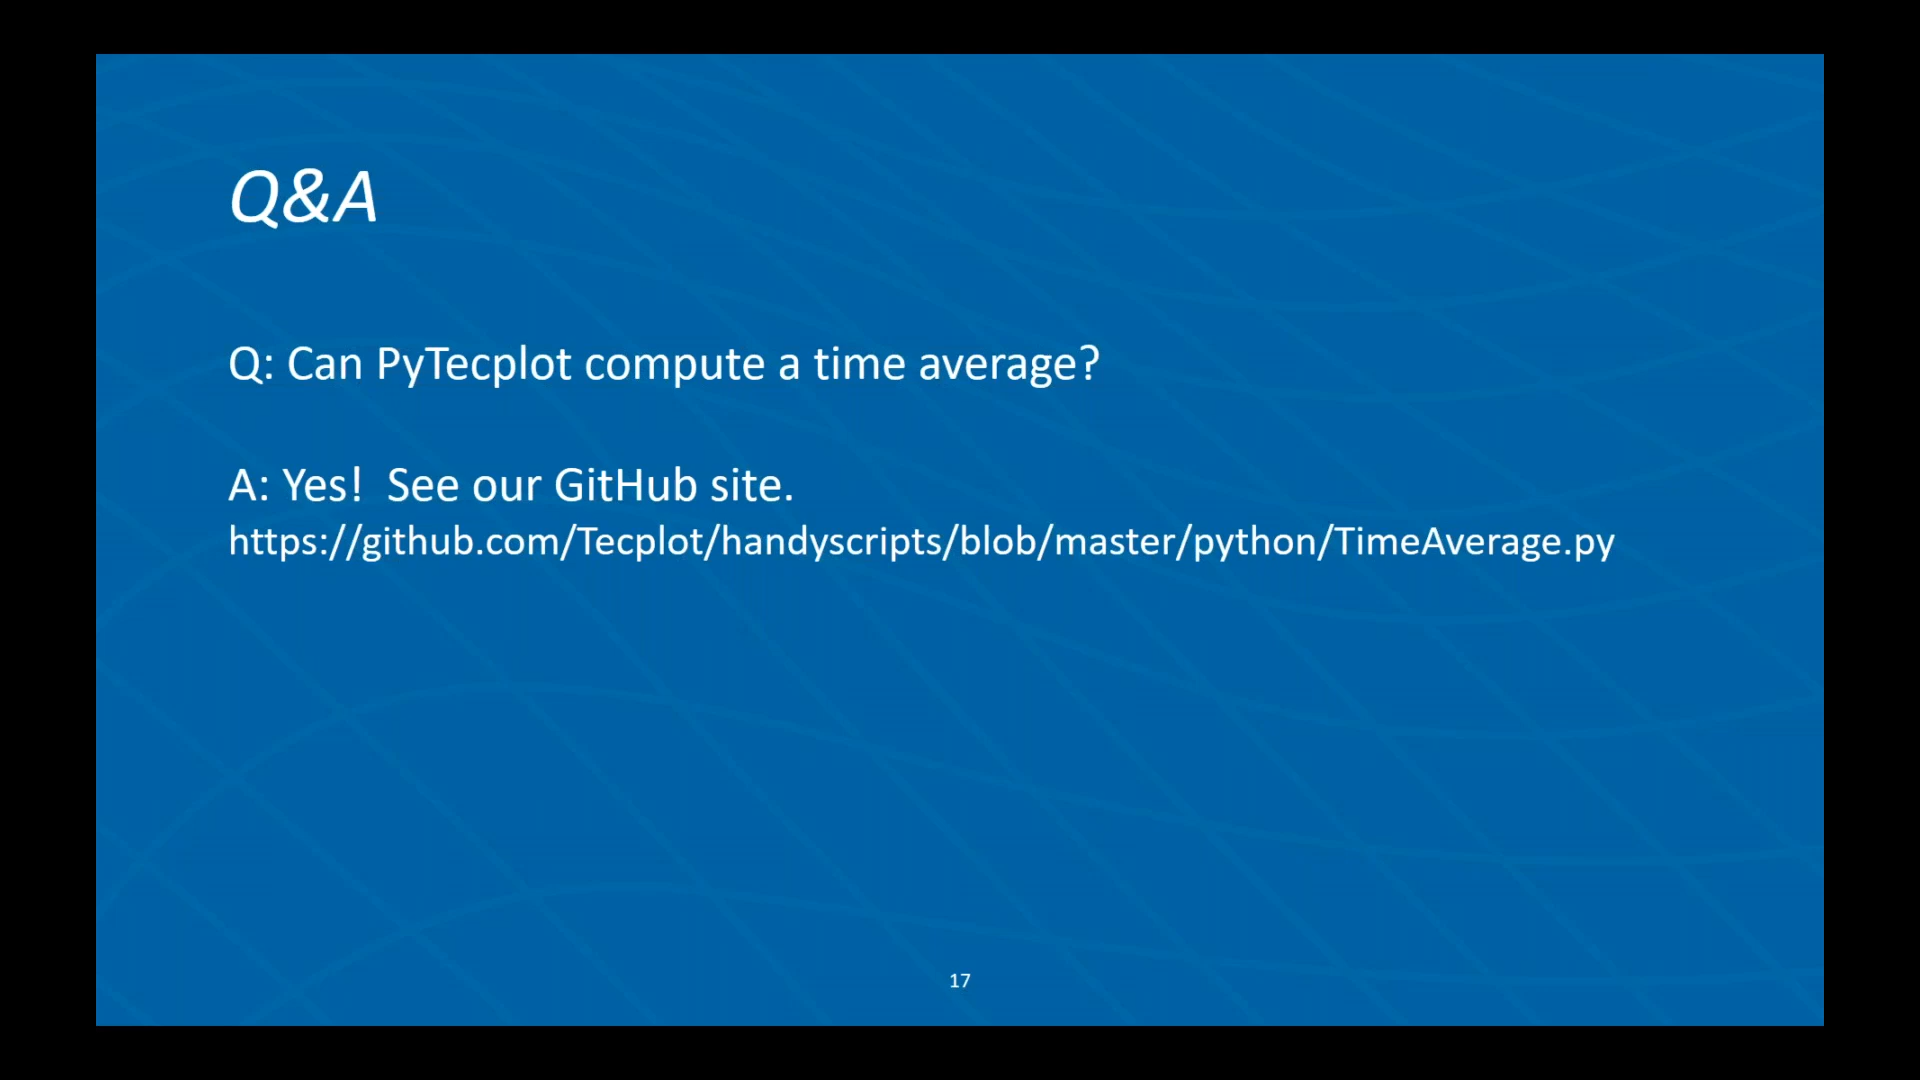 Q&A
Q: Can PyTecplot compute a time average?
A: Yes!  See our GitHub site.
https://github.com/Tecplot/handyscripts/blob/master/python/TimeAverage.py
17